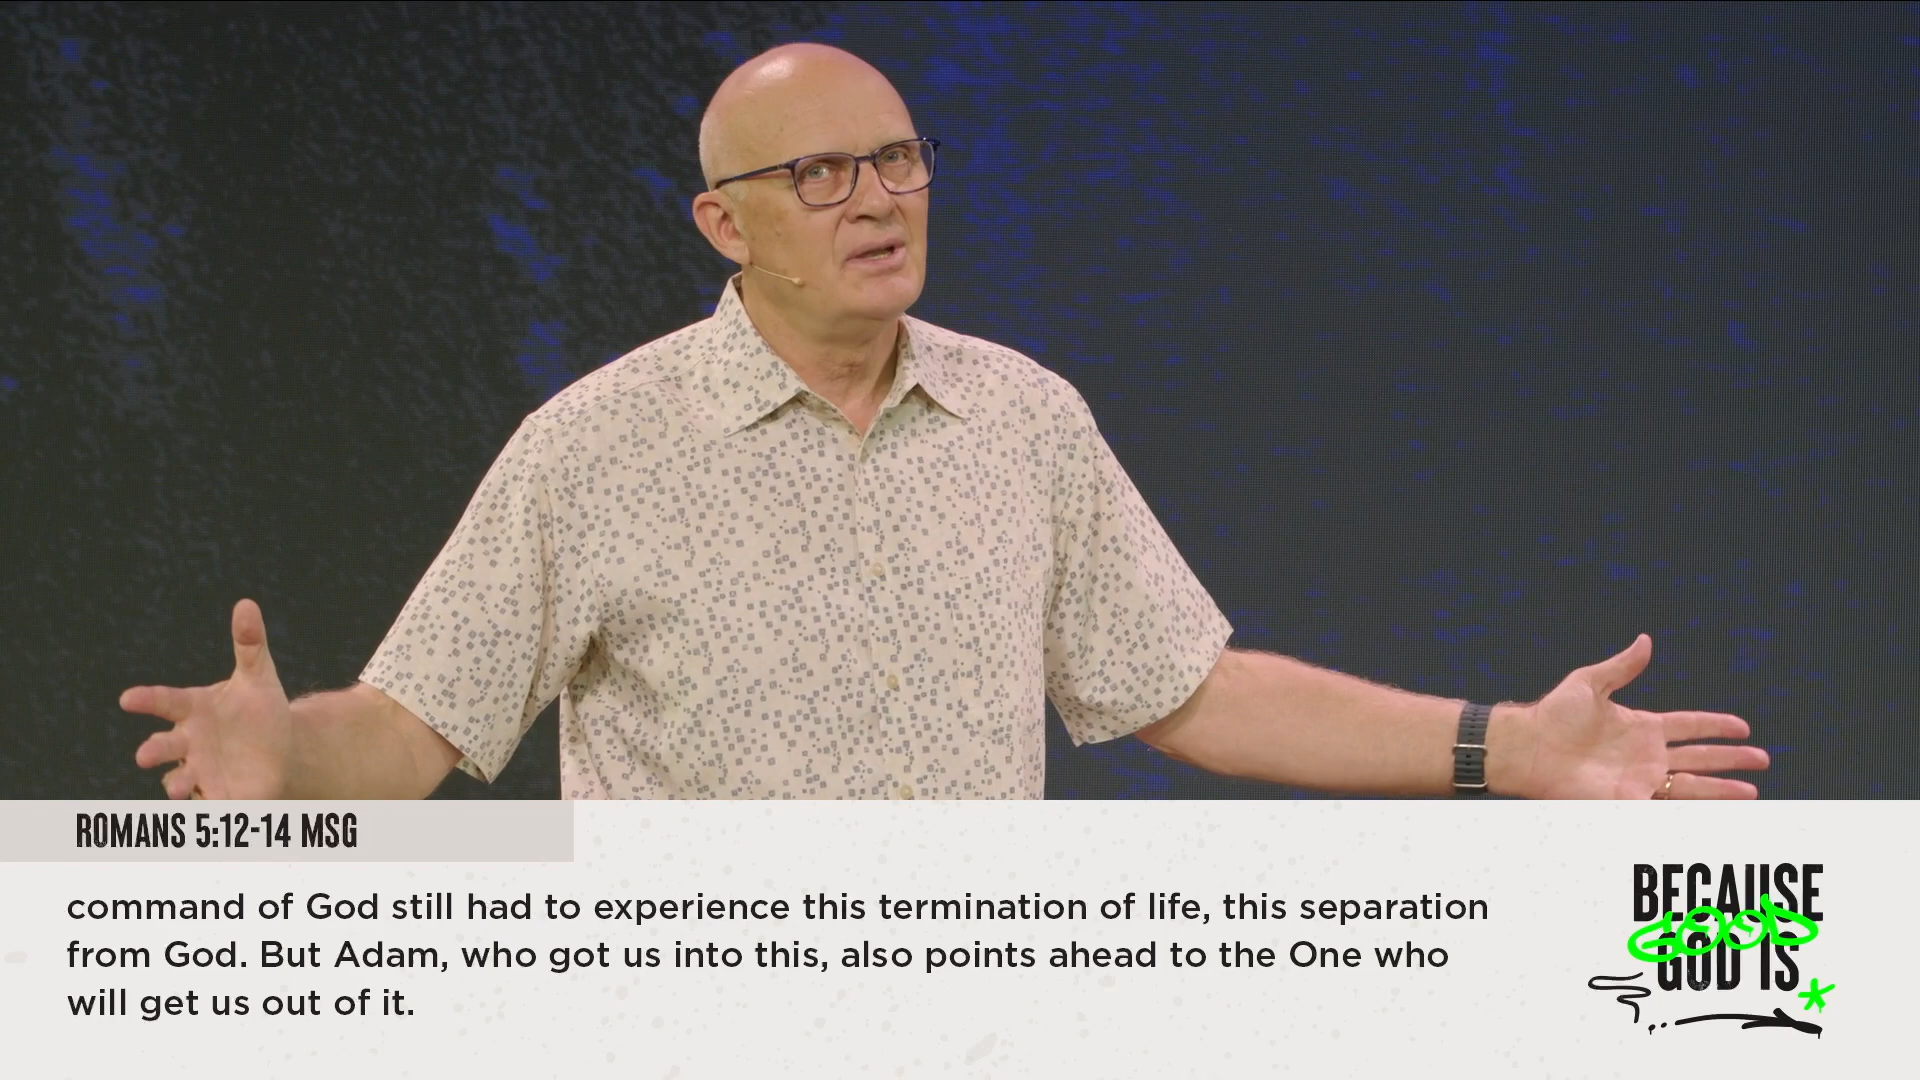 ROMANS 5:12-14 MSG
command of God still had to experience this termination of life, this separation
from God. But Adam, who got us into this, also points ahead to the One who
will get us out of it.
BECAUSE
GOOD
GOD IS